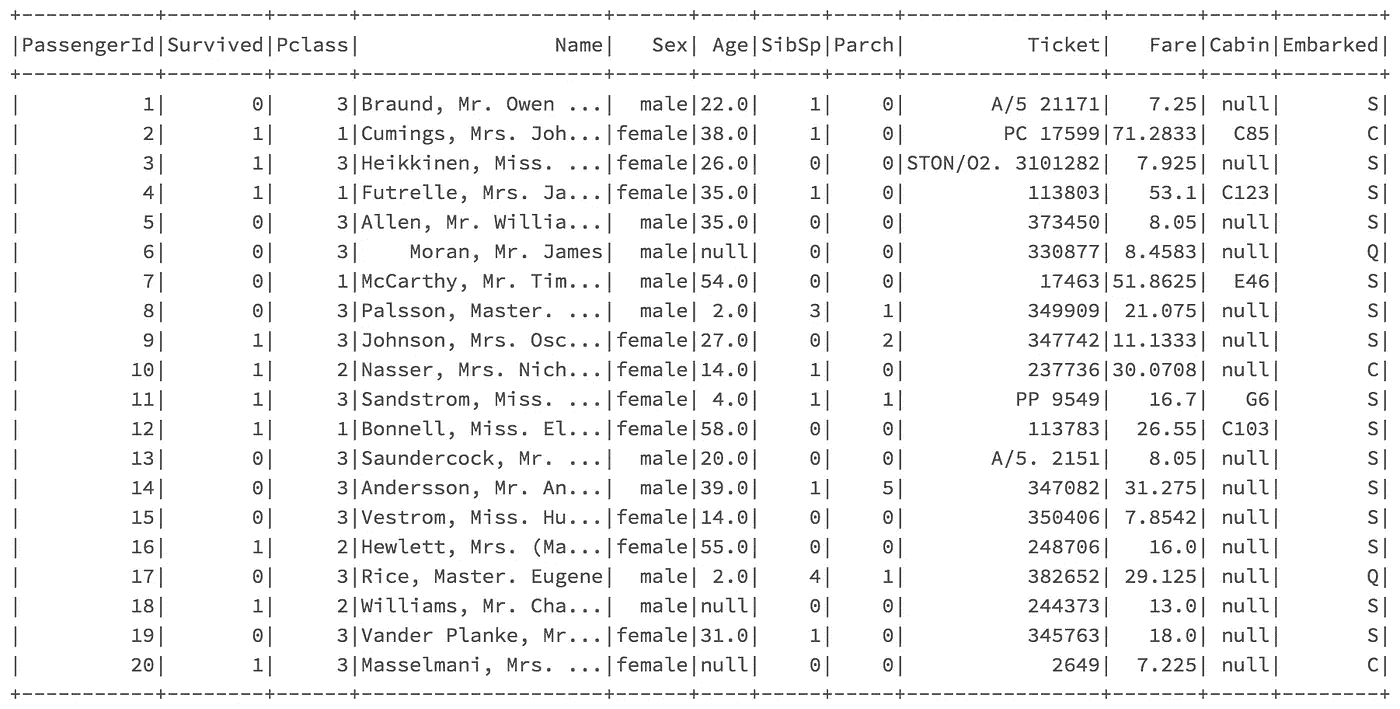 +-----------+--------+------+--------------------+------+----+-----+-----+----------------+-------+-----+--------+
|PassengerId|Survived|Pclass|                Name|   Sex| Age|SibSp|Parch|          Ticket|   Fare|Cabin|Embarked|
+-----------+--------+------+--------------------+------+----+-----+-----+----------------+-------+-----+--------+
|          1|       0|     3|Braund, Mr. Owen ...|  male|22.0|    1|    0|       A/5 21171|   7.25| null|       S|
|          2|       1|     1|Cumings, Mrs. Joh...|female|38.0|    1|    0|        PC 17599|71.2833|  C85|       C|
|          3|       1|     3|Heikkinen, Miss. ...|female|26.0|    0|    0|STON/O2. 3101282|  7.925| null|       S|
|          4|       1|     1|Futrelle, Mrs. Ja...|female|35.0|    1|    0|          113803|   53.1| C123|       S|
|          5|       0|     3|Allen, Mr. Willia...|  male|35.0|    0|    0|          373450|   8.05| null|       S|
|          6|       0|     3|    Moran, Mr. James|  male|null|    0|    0|          330877| 8.4583| null|       Q|
|          7|       0|     1|McCarthy, Mr. Tim...|  male|54.0|    0|    0|           17463|51.8625|  E46|       S|
|          8|       0|     3|Palsson, Master. ...|  male| 2.0|    3|    1|          349909| 21.075| null|       S|
|          9|       1|     3|Johnson, Mrs. Osc...|female|27.0|    0|    2|          347742|11.1333| null|       S|
|         10|       1|     2|Nasser, Mrs. Nich...|female|14.0|    1|    0|          237736|30.0708| null|       C|
|         11|       1|     3|Sandstrom, Miss. ...|female| 4.0|    1|    1|         PP 9549|   16.7|   G6|       S|
|         12|       1|     1|Bonnell, Miss. El...|female|58.0|    0|    0|          113783|  26.55| C103|       S|
|         13|       0|     3|Saundercock, Mr. ...|  male|20.0|    0|    0|       A/5. 2151|   8.05| null|       S|
|         14|       0|     3|Andersson, Mr. An...|  male|39.0|    1|    5|          347082| 31.275| null|       S|
|         15|       0|     3|Vestrom, Miss. Hu...|female|14.0|    0|    0|          350406| 7.8542| null|       S|
|         16|       1|     2|Hewlett, Mrs. (Ma...|female|55.0|    0|    0|          248706|   16.0| null|       S|
|         17|       0|     3|Rice, Master. Eugene|  male| 2.0|    4|    1|          382652| 29.125| null|       Q|
|         18|       1|     2|Williams, Mr. Cha...|  male|null|    0|    0|          244373|   13.0| null|       S|
|         19|       0|     3|Vander Planke, Mr...|female|31.0|    1|    0|          345763|   18.0| null|       S|
|         20|       1|     3|Masselmani, Mrs. ...|female|null|    0|    0|            2649|  7.225| null|       C|
+-----------+--------+------+--------------------+------+----+-----+-----+----------------+-------+-----+--------+